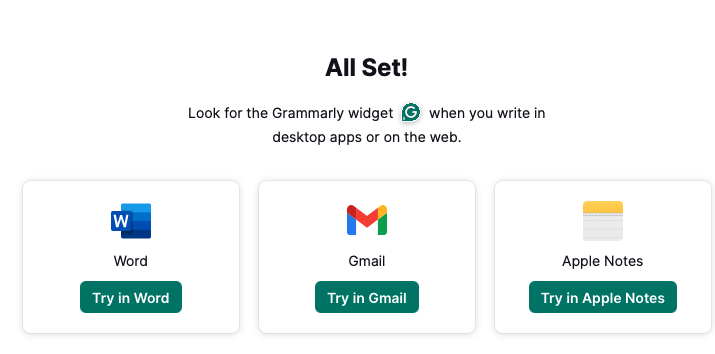 All Set!
Look for the Grammarly widget G when you write in
desktop apps or on the web.
W
Word
Try in Word
Gmail
Try in Gmail
Apple Notes
Try in Apple Notes